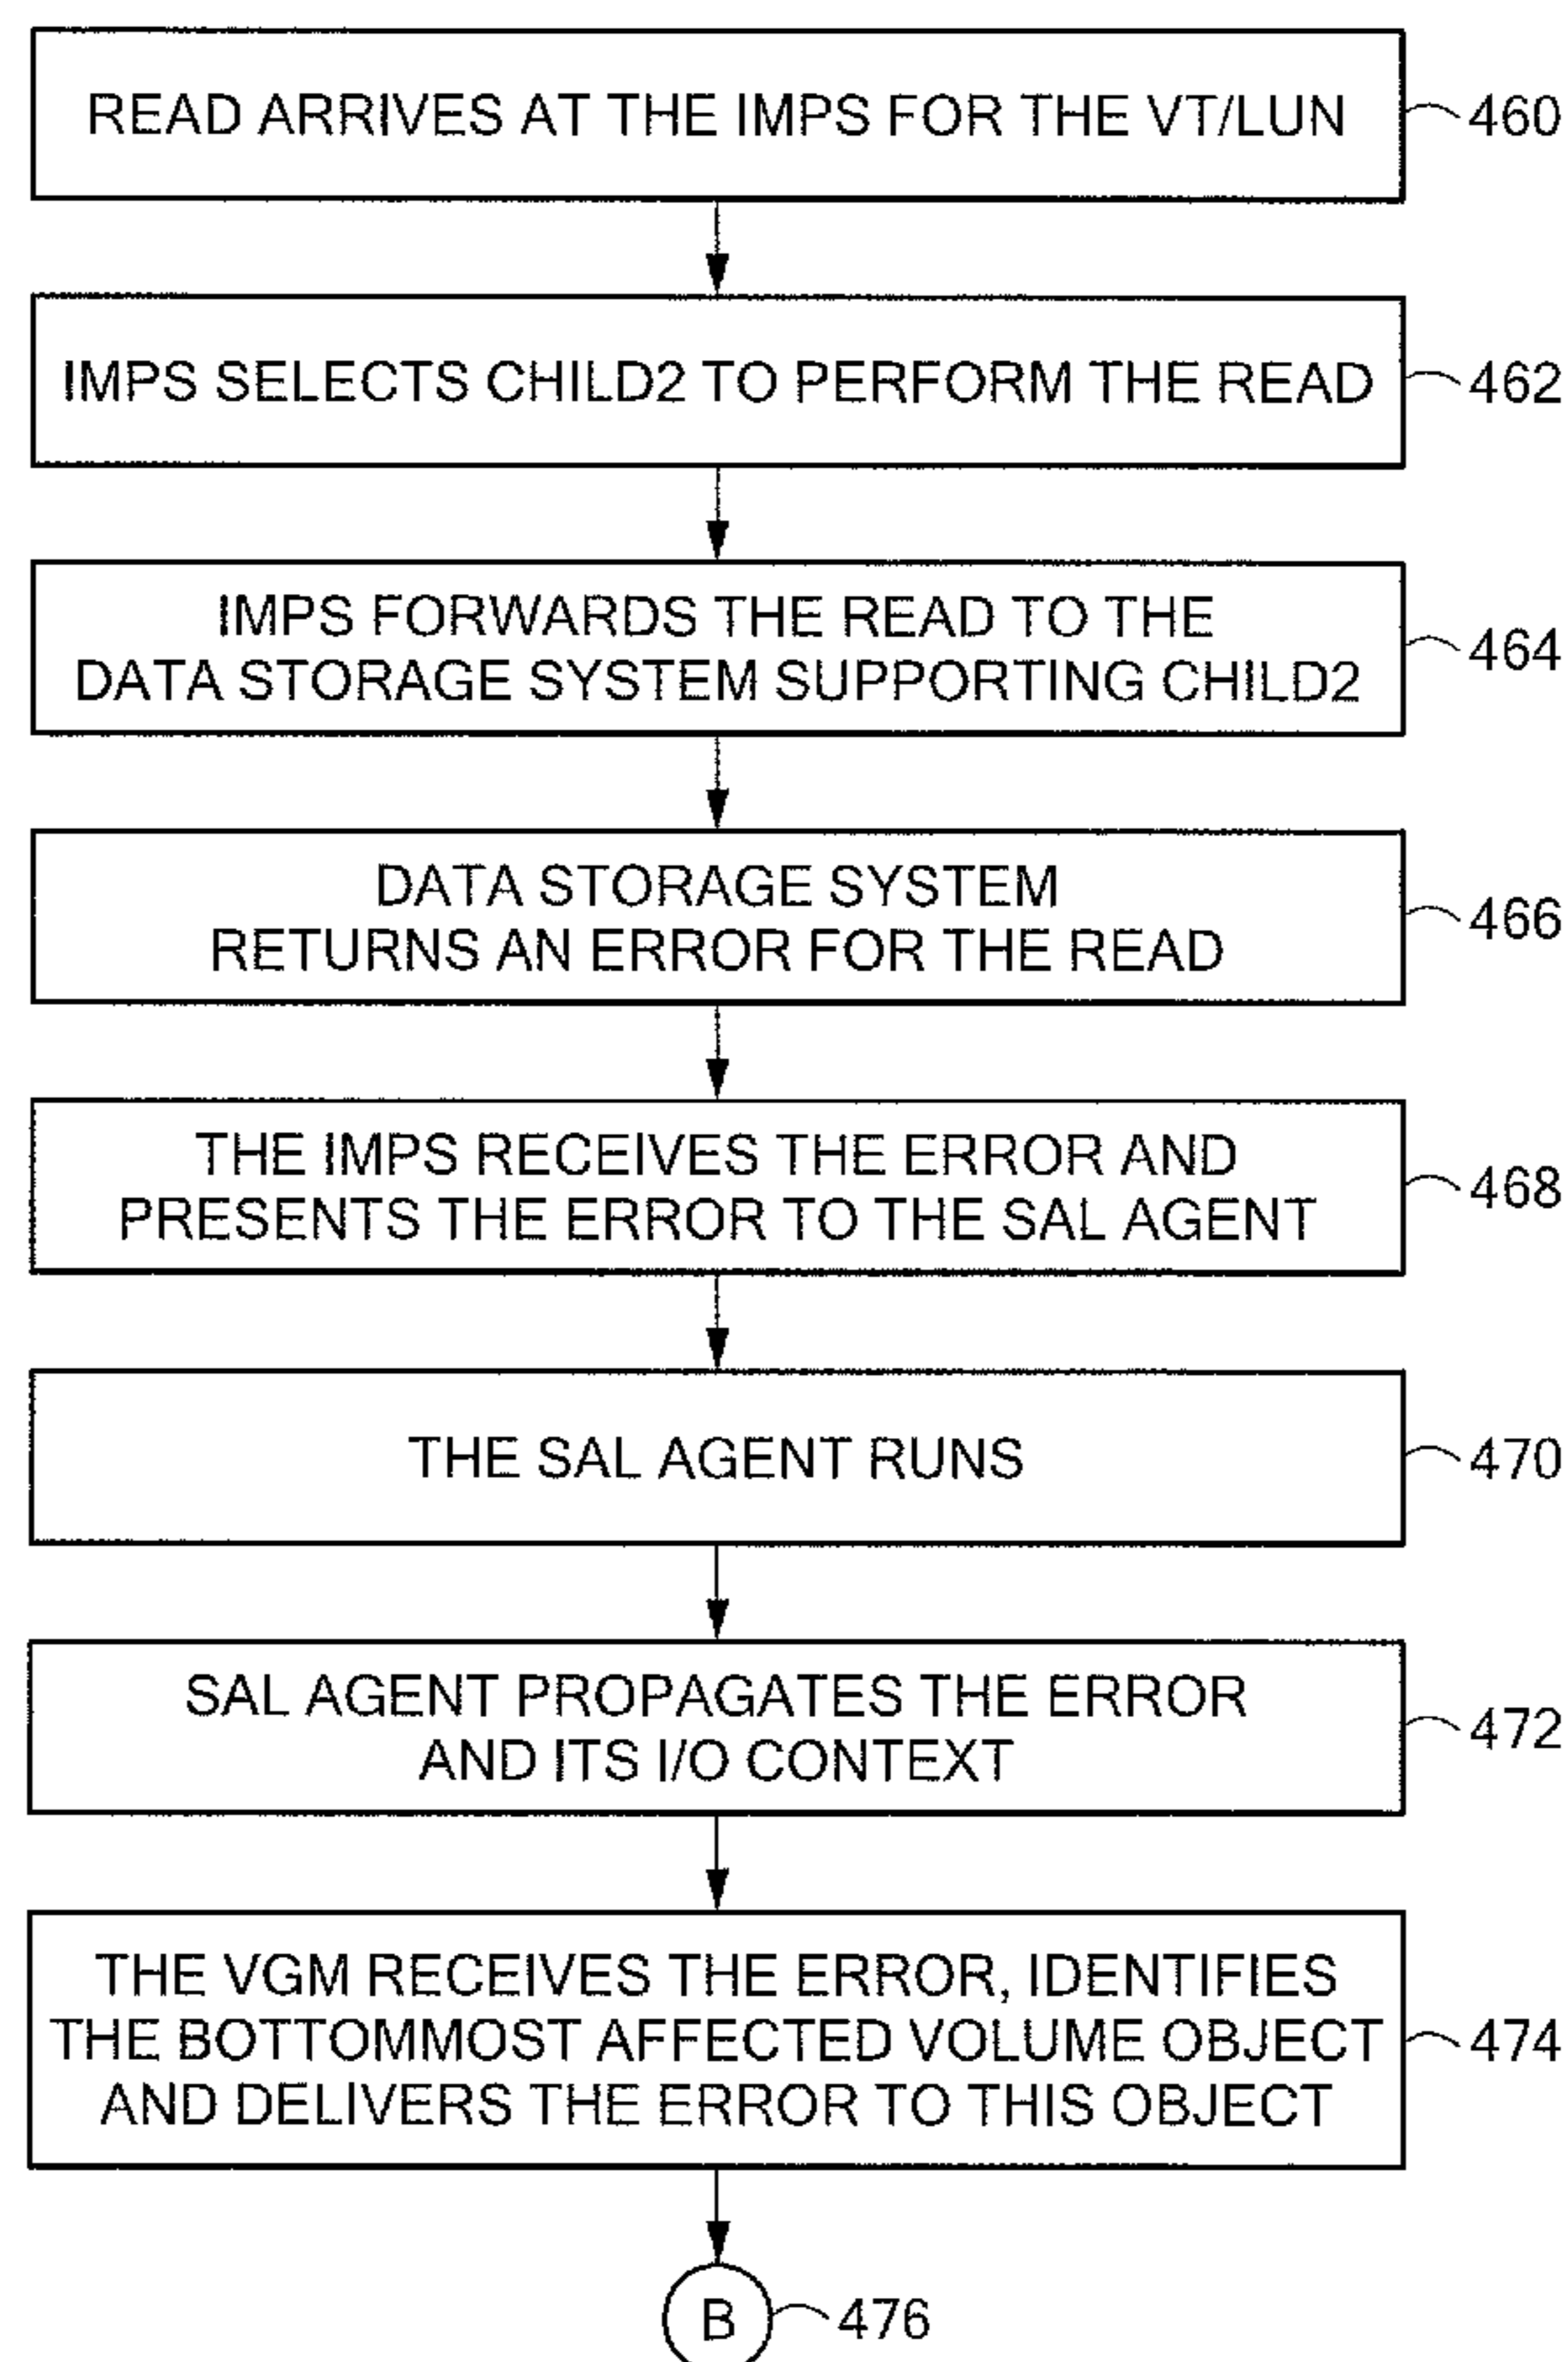 READ ARRIVES AT THE IMPS FOR THE VT/LUN
460
IMPS SELECTS CHILD2 TO PERFORM THE READ
462
IMPS FORWARDS THE READ TO THE
DATA STORAGE SYSTEM SUPPORTING CHILD2
464
DATA STORAGE SYSTEM
RETURNS AN ERROR FOR THE READ
466
THE IMPS RECEIVES THE ERROR AND
PRESENTS THE ERROR TO THE SAL AGENT
468
THE SAL AGENT RUNS
470
SAL AGENT PROPAGATES THE ERROR
AND ITS I/O CONTEXT
472
THE VGM RECEIVES THE ERROR, IDENTIFIES
THE BOTTOMMOST AFFECTED VOLUME OBJECT
AND DELIVERS THE ERROR TO THIS OBJECT
474
B
476